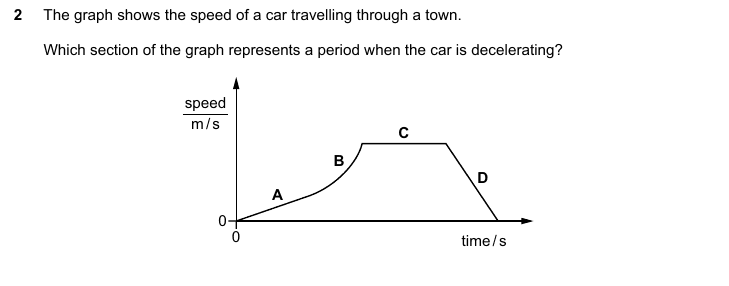 2 The graph shows the speed of a car travelling through a town.
Which section of the graph represents a period when the car is decelerating?
speed
m/s
C
B
D
A
0
0
time/s